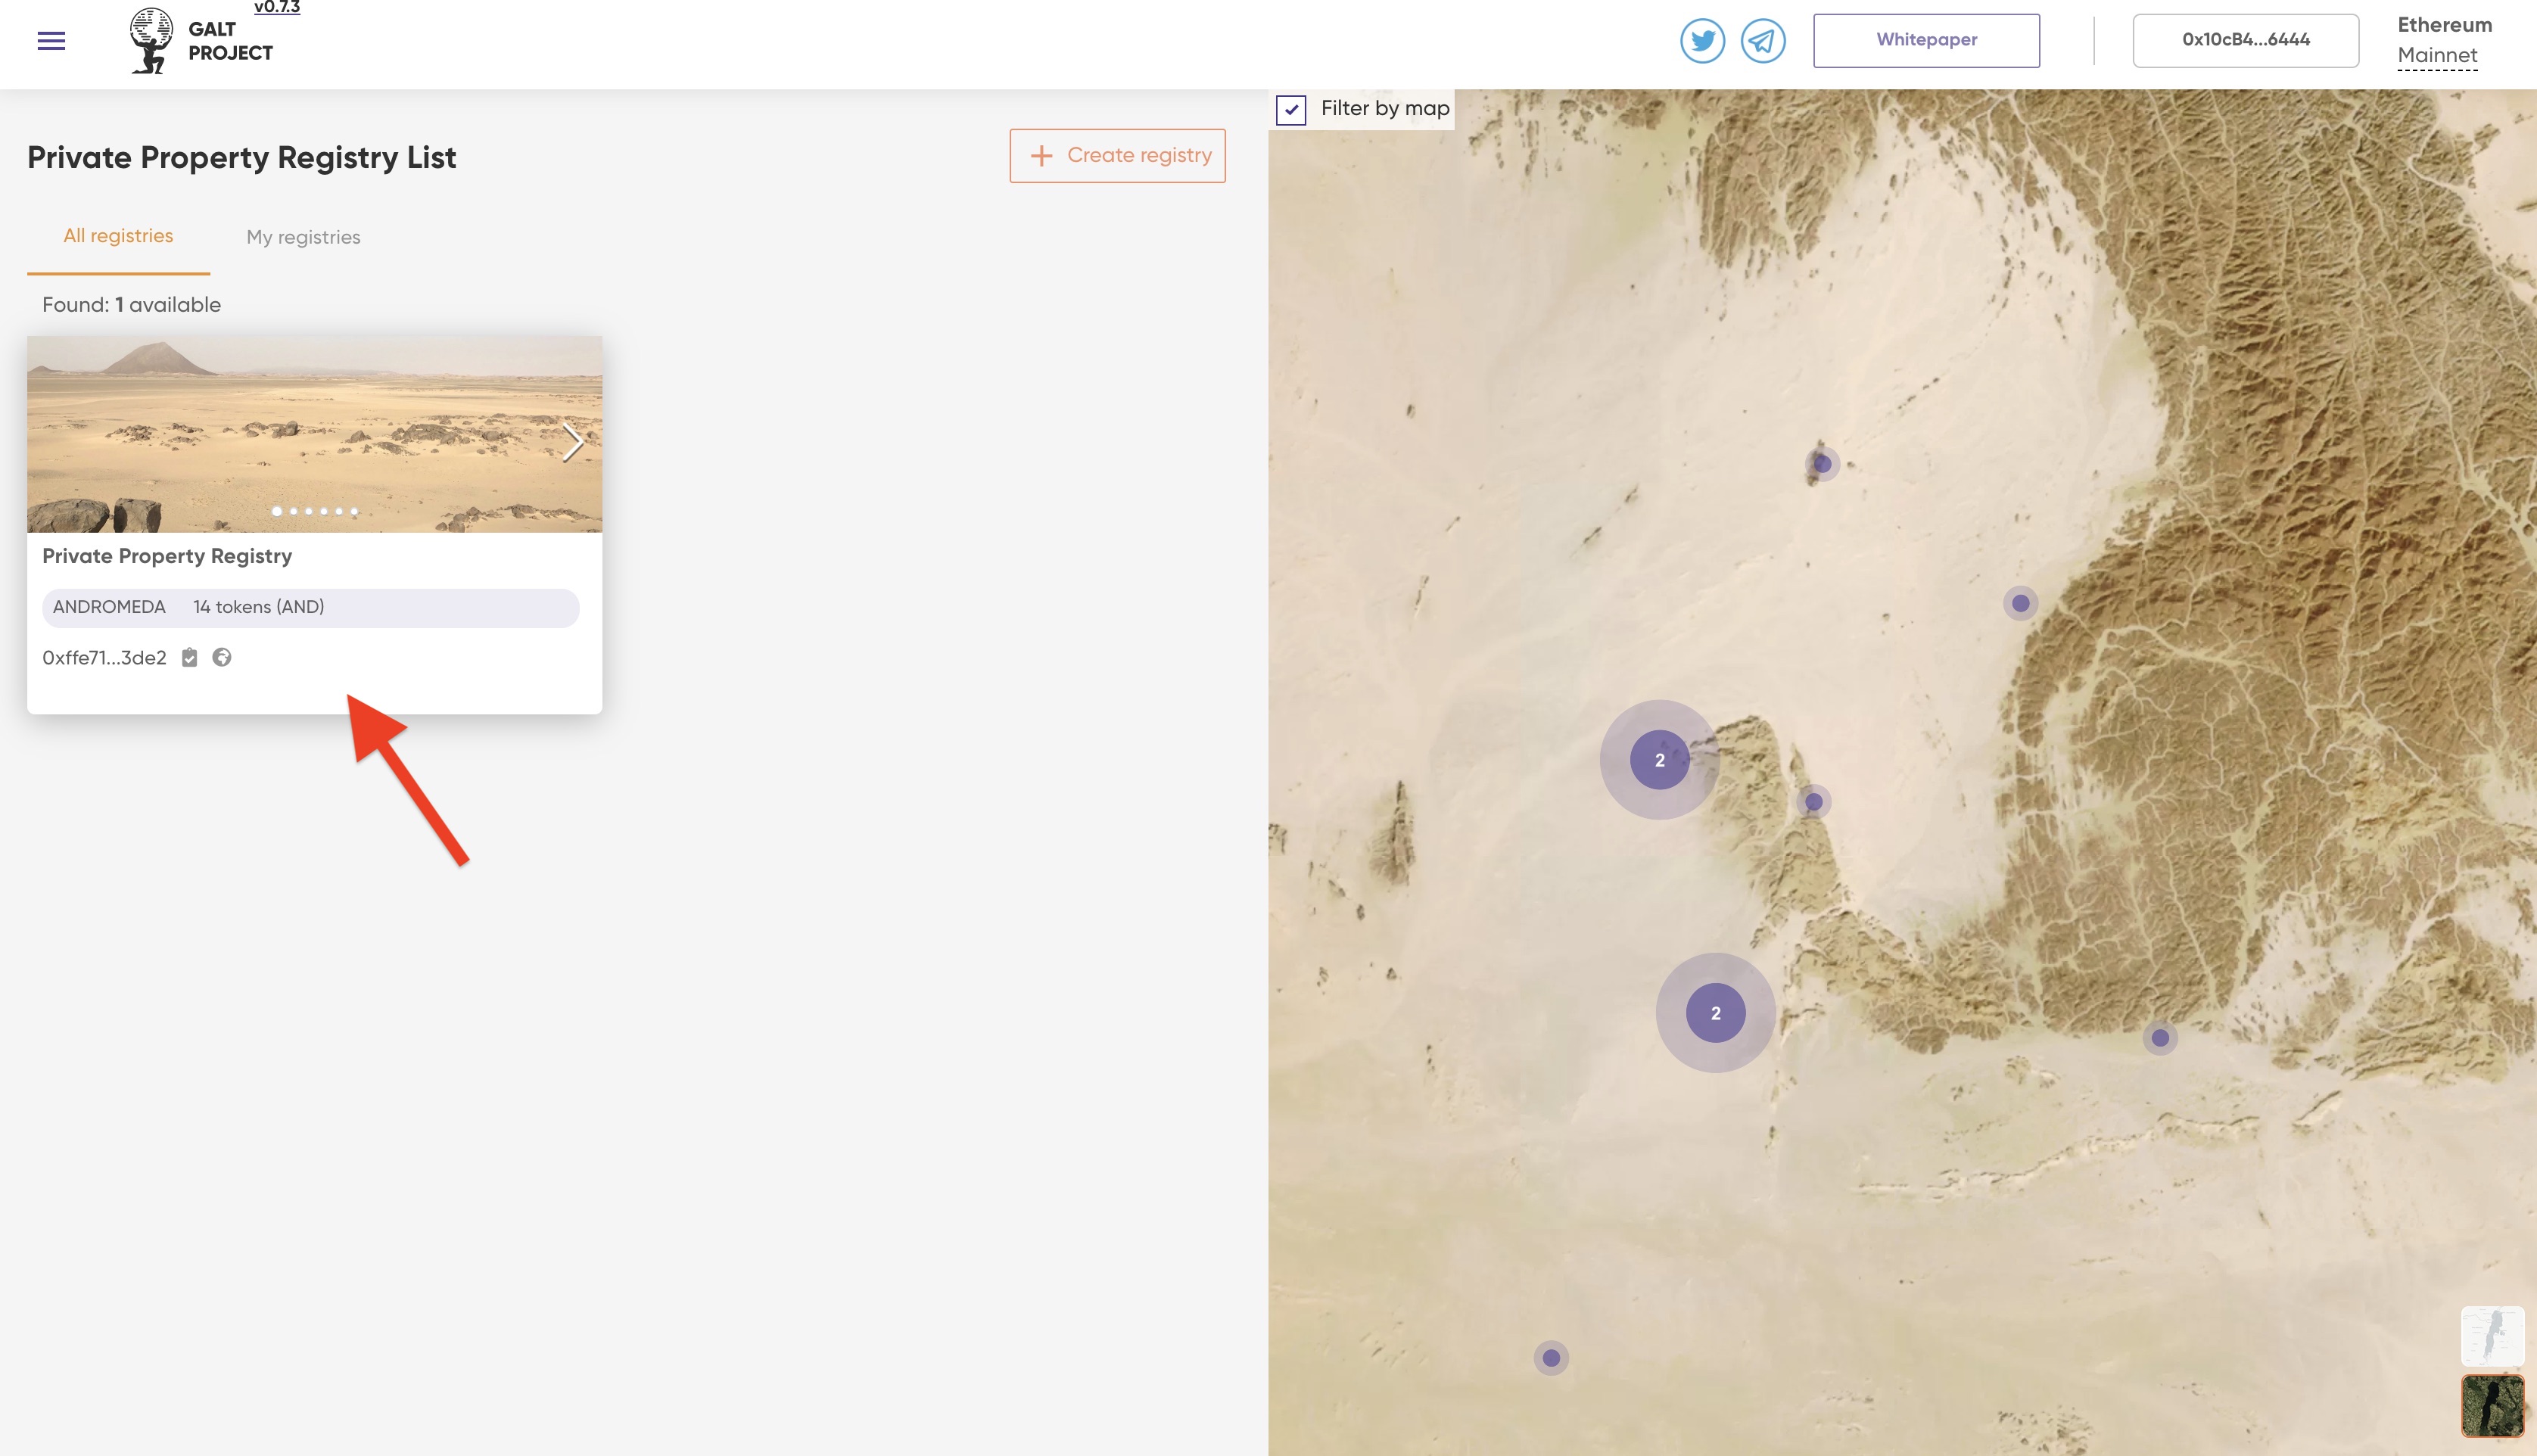 v0.7.3
GALT
PROJECT
Whitepaper
0x10cB4...6444
Ethereum
Mainnet
Private Property Registry List
Create registry
All registries
My registries
Found: 1 available
Private Property Registry
ANDROMEDA 14 tokens (AND)
0xffe71...3de2
Filter by map
2
2